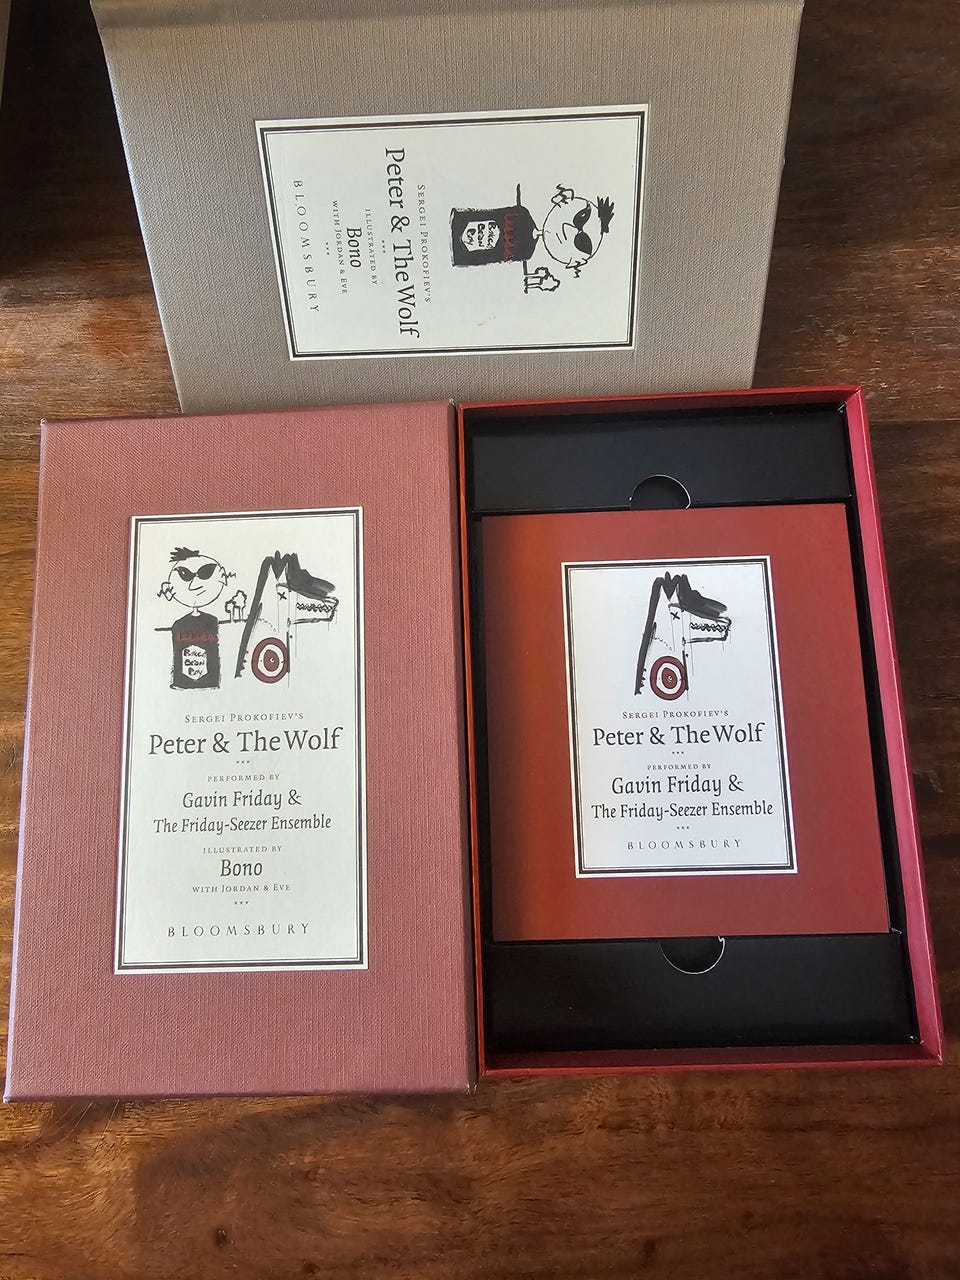 SERGEI PROKOFIEV'S
Peter & The Wolf
***
ILLUSTRATED BY
Bono
WITH JORDAN & EVE
***
BLOOMSBURY
SERGEI PROKOFIEV'S
Peter & The Wolf
***
PERFORMED BY
Gavin Friday &
The Friday-Seezer Ensemble
ILLUSTRATED BY
Bono
WITH JORDAN & EVE
***
BLOOMSBURY
SERGEI PROKOFIEV'S
Peter & The Wolf
***
PERFORMED BY
Gavin Friday &
The Friday-Seezer Ensemble
***
BLOOMSBURY